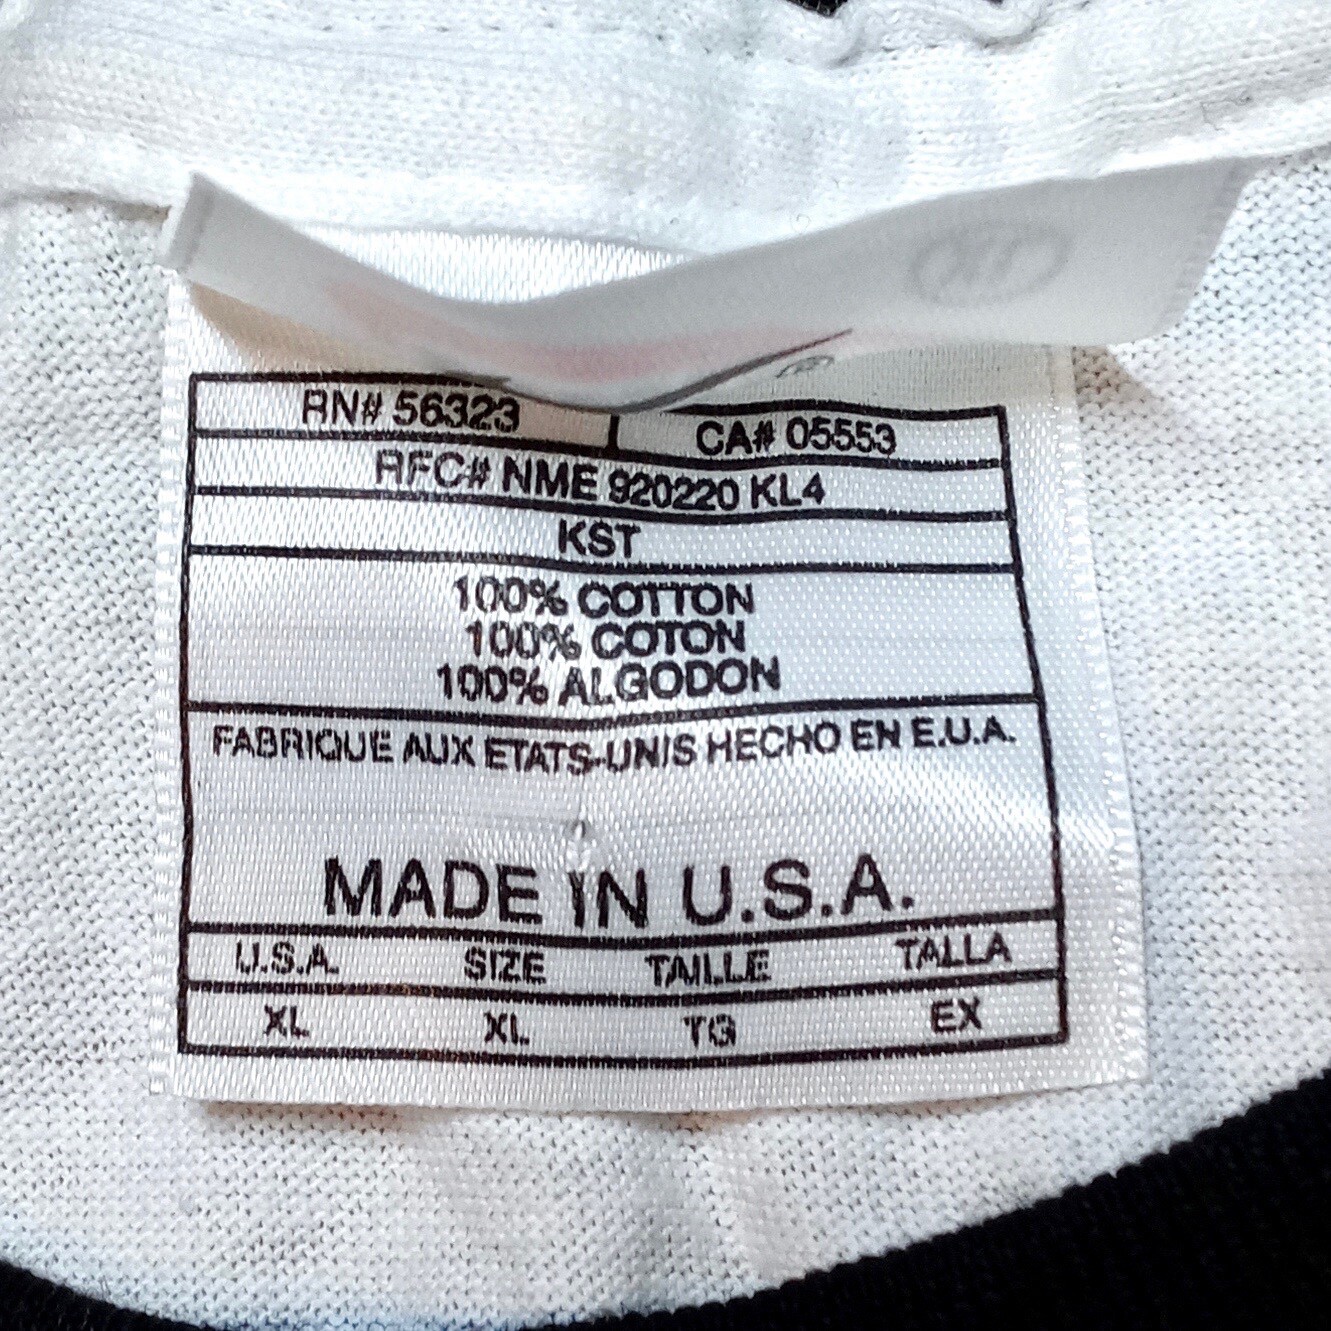 RN# 56323 CA# 05553
RFC# NME 920220 KL4
KST
100% COTTON
100% COTON
100% ALGODON
FABRIQUE AUX ETATS-UNIS HECHO EN E.U.A.
MADE IN U.S.A.
U.S.A. SIZE TAILLE TALLA
XL XL TG EX